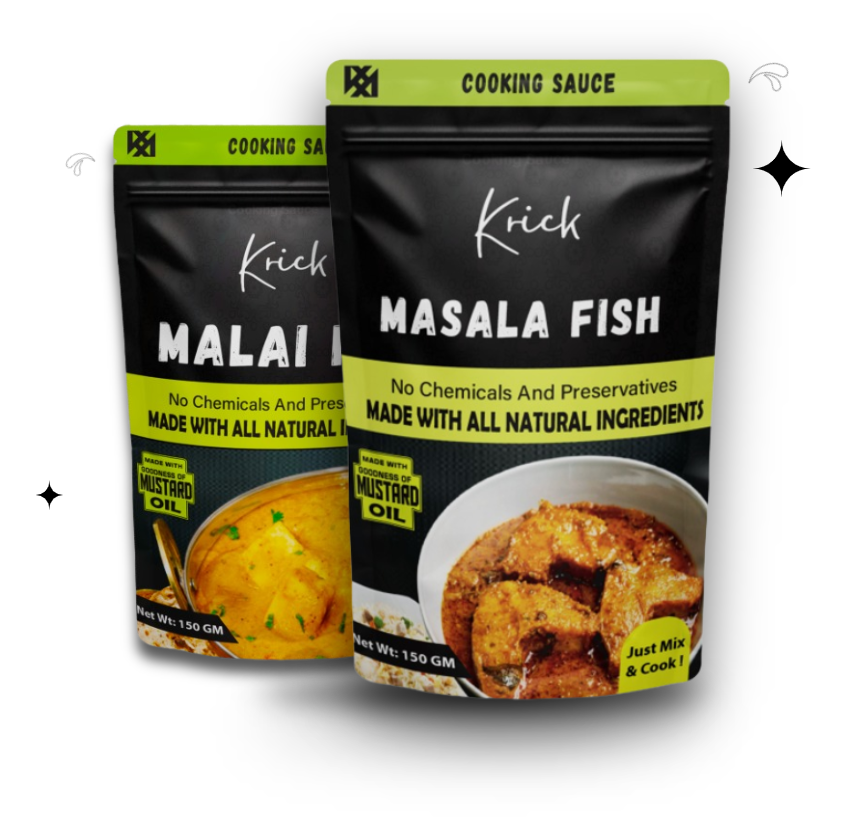 COOKING SAUCE
Krick
MASALA FISH
No Chemicals And Preservatives
MADE WITH ALL NATURAL INGREDIENTS
MADE WITH
GOODNESS OF
MUSTARD
OIL
Net Wt: 150 GM
Just Mix
& Cook !
COOKING SA
Krick
MALAI
No Chemicals And Pres
MADE WITH ALL NATURAL I
MADE WITH
GOODNESS OF
MUSTARD
OIL
Net Wt: 150 GM